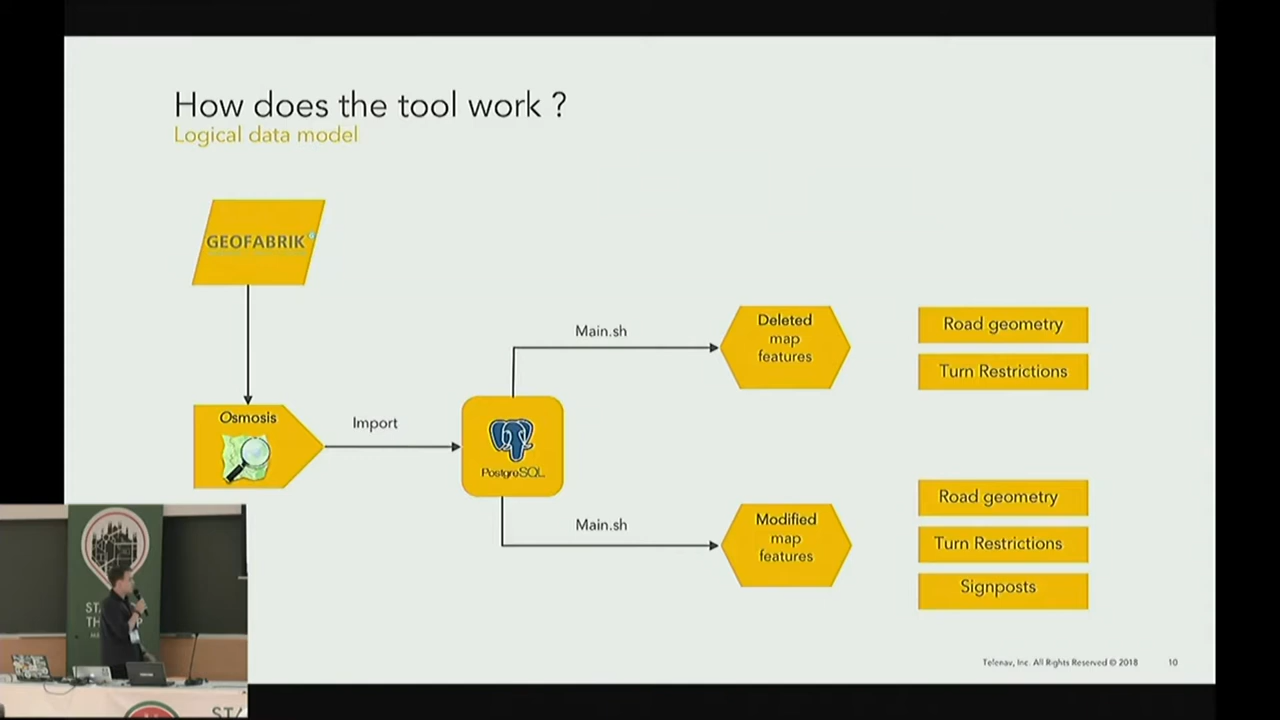 How does the tool work ?
Logical data model
GEOFABRIK
Osmosis
Import
PostgreSQL
Main.sh
Deleted
map
features
Road geometry
Turn Restrictions
Main.sh
Modified
map
features
Road geometry
Turn Restrictions
Signposts
Telenav, Inc. All Rights Reserved © 2018
10